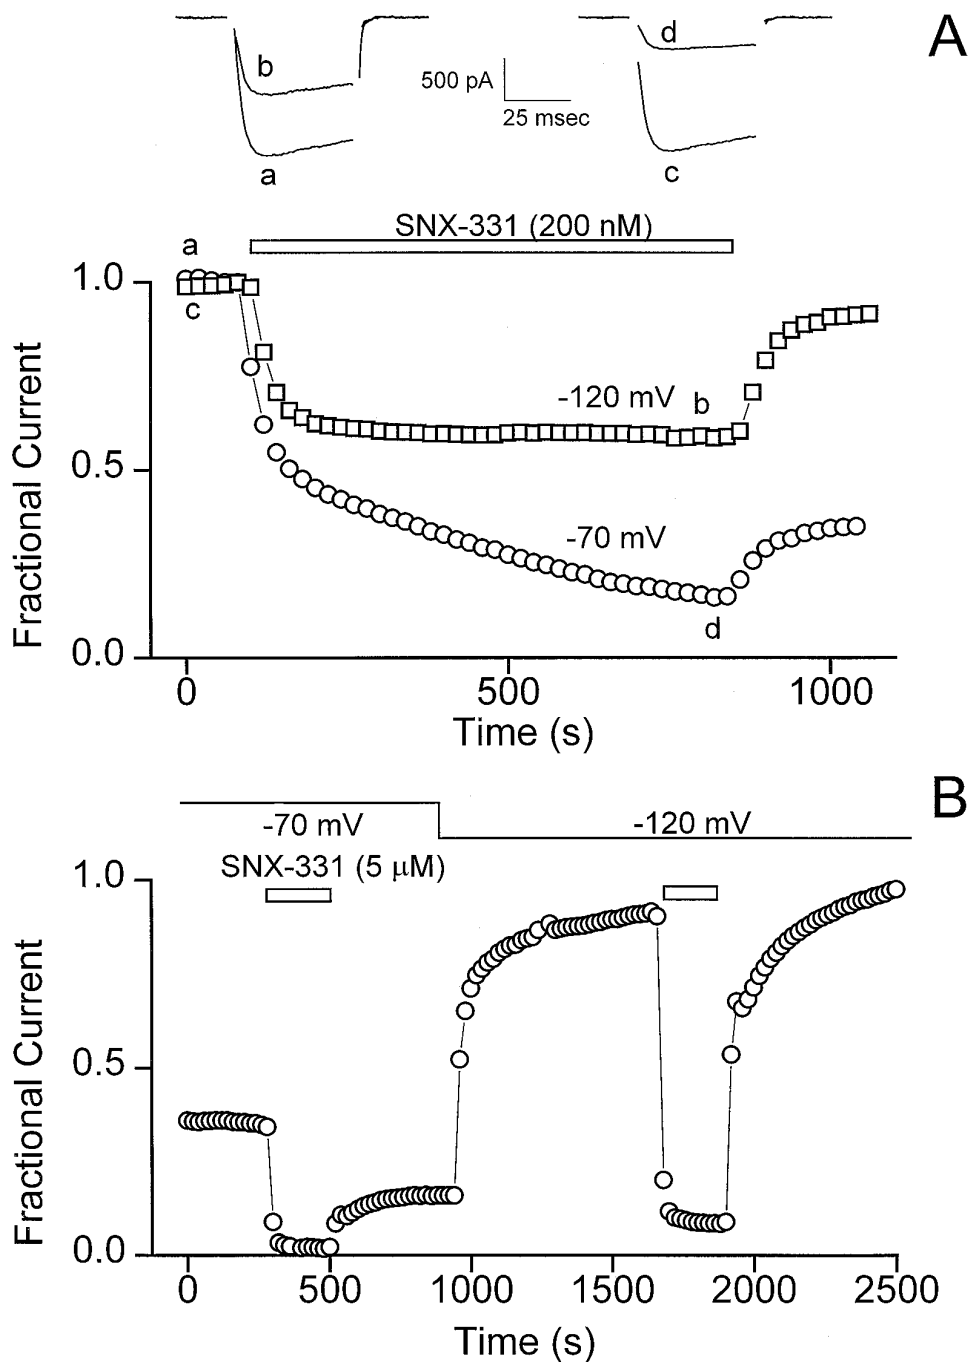 A
b
d
500 pA
25 msec
a
c
SNX-331 (200 nM)
a
1.0
c
-120 mV
b
0.5
-70 mV
d
0.0
Fractional Current
0
500
1000
Time (s)
B
-70 mV
-120 mV
SNX-331 (5 μM)
1.0
0.5
0.0
Fractional Current
0
500
1000
1500
2000
2500
Time (s)